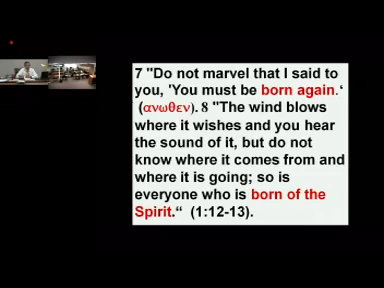 7 "Do not marvel that I said to
you, 'You must be born again.‘
(ανωθεν). 8 "The wind blows
where it wishes and you hear
the sound of it, but do not
know where it comes from and
where it is going; so is
everyone who is born of the
Spirit.“ (1:12-13).